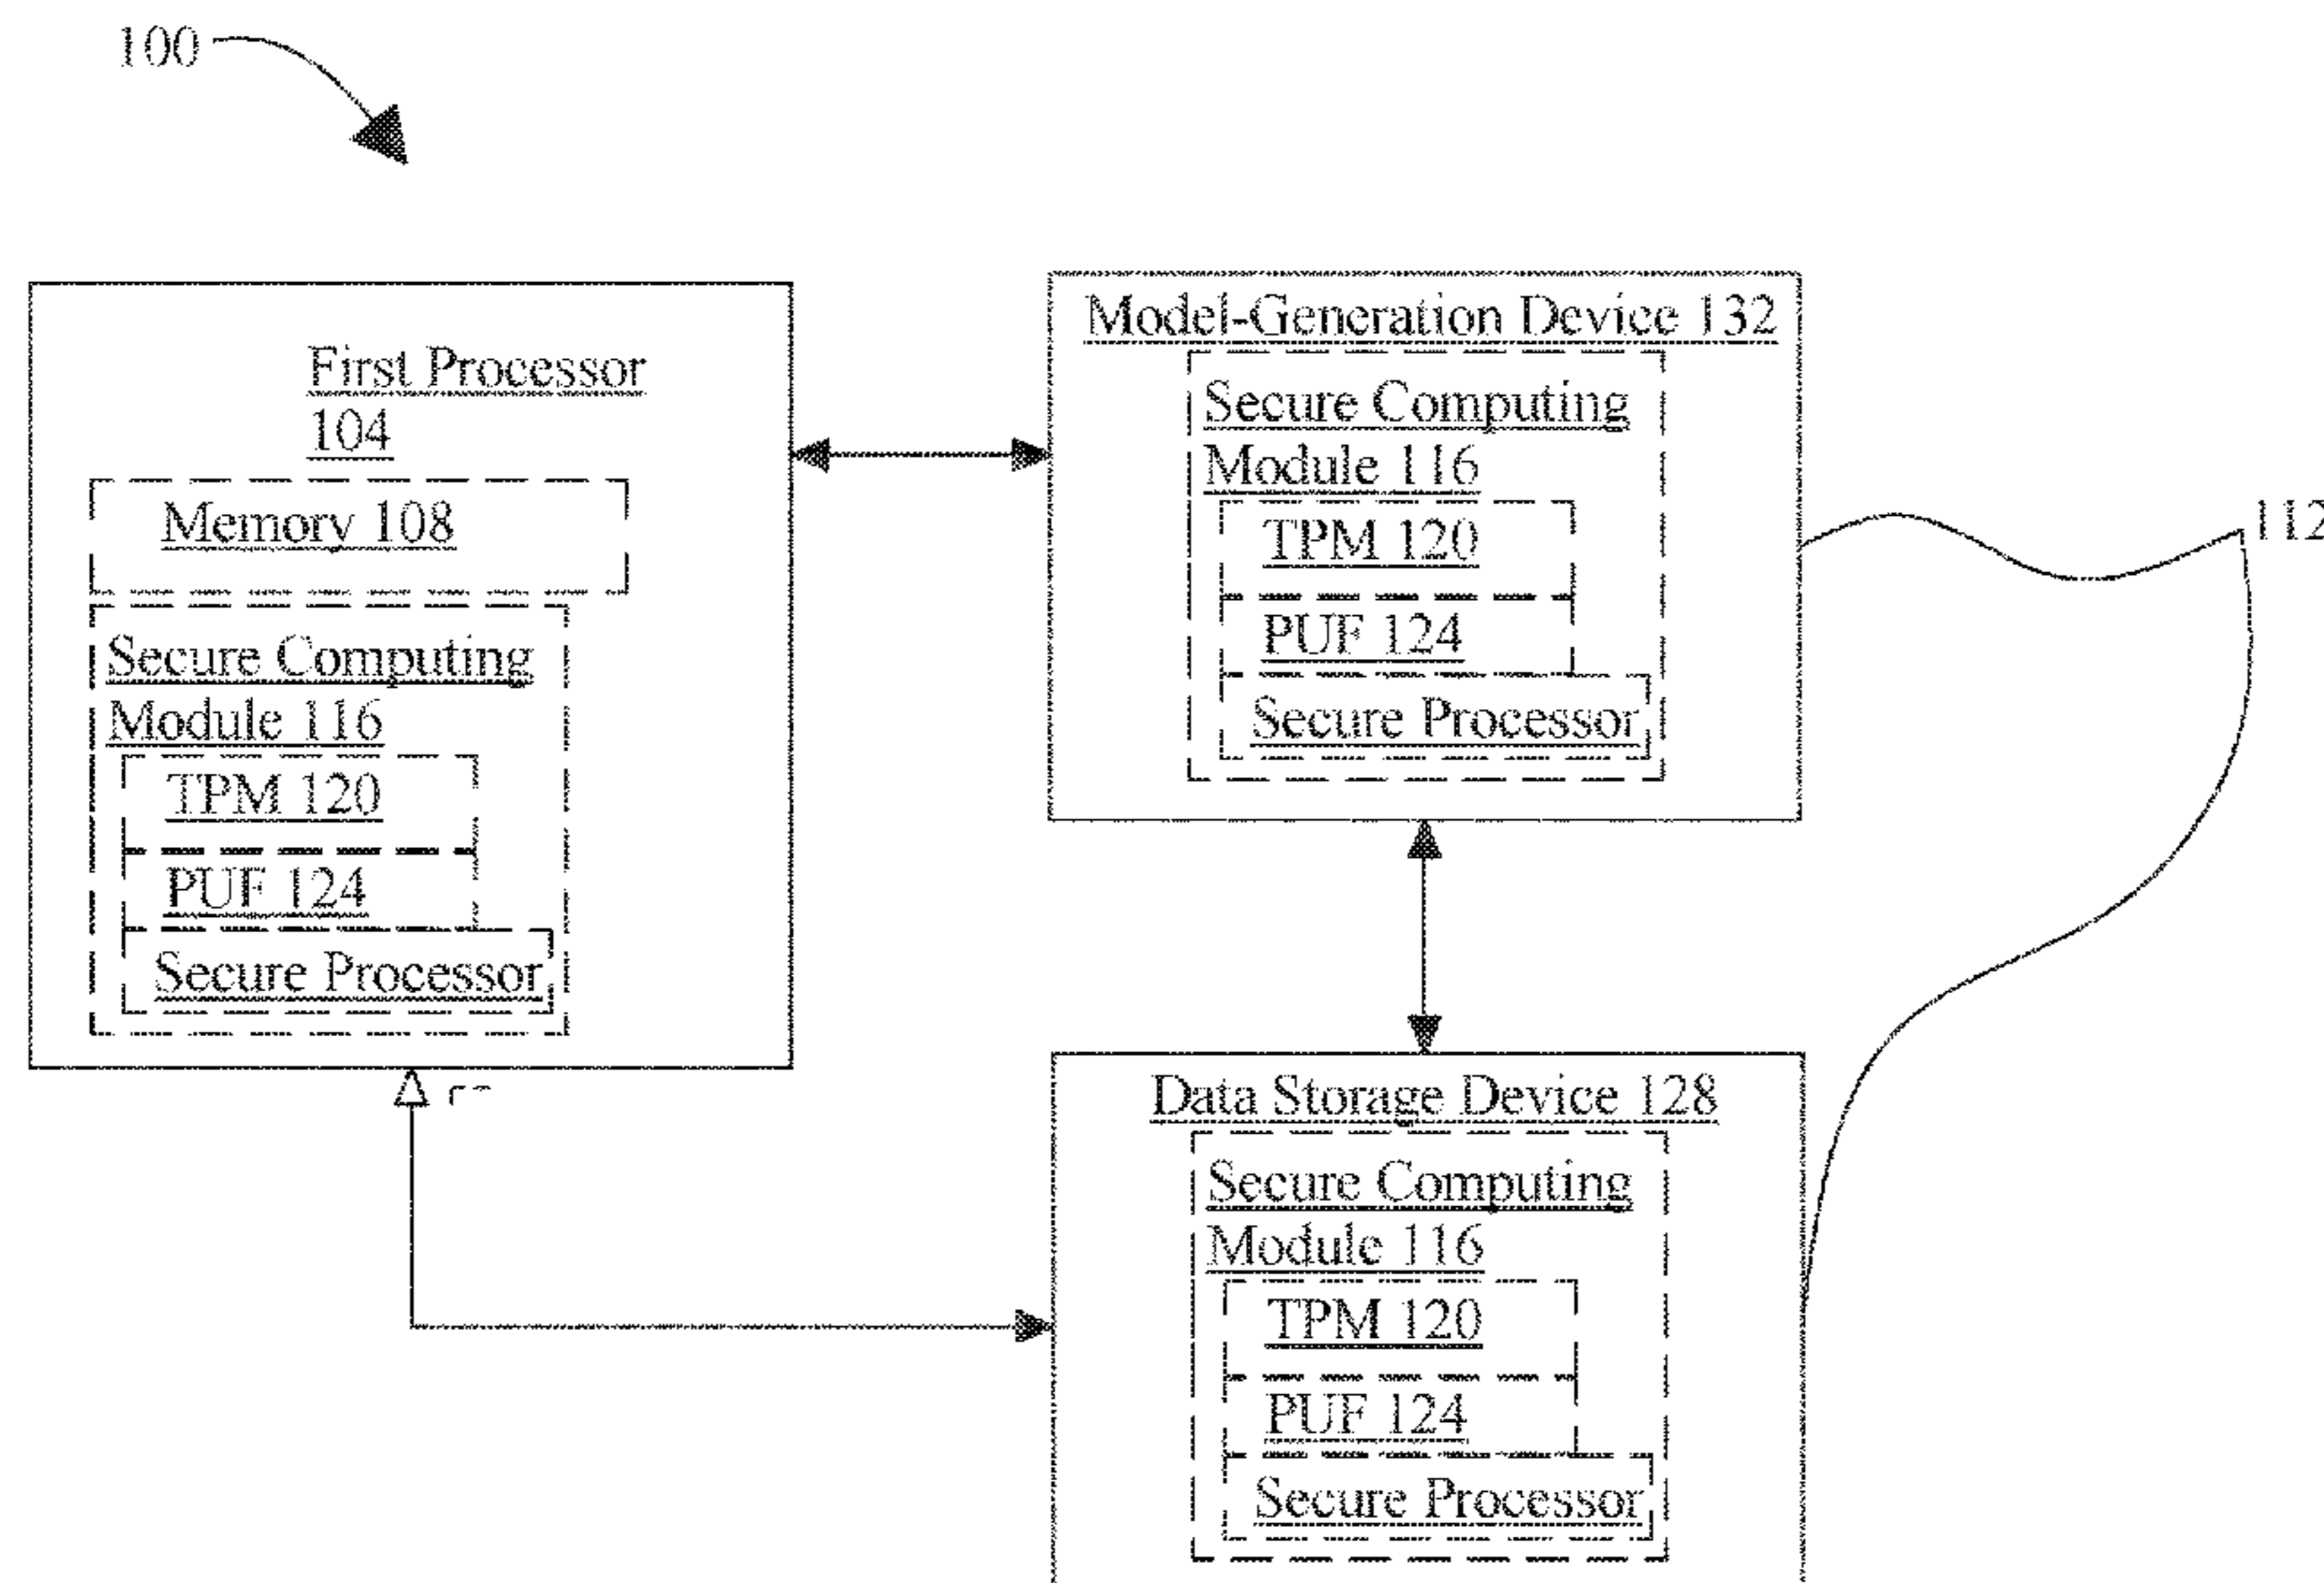 100
First Processor
104
Memory 108
Secure Computing
Module 116
TPM 120
PUF 124
Secure Processor
Model-Generation Device 132
Secure Computing
Module 116
TPM 120
PUF 124
Secure Processor
112
Data Storage Device 128
Secure Computing
Module 116
TPM 120
PUF 124
Secure Processor